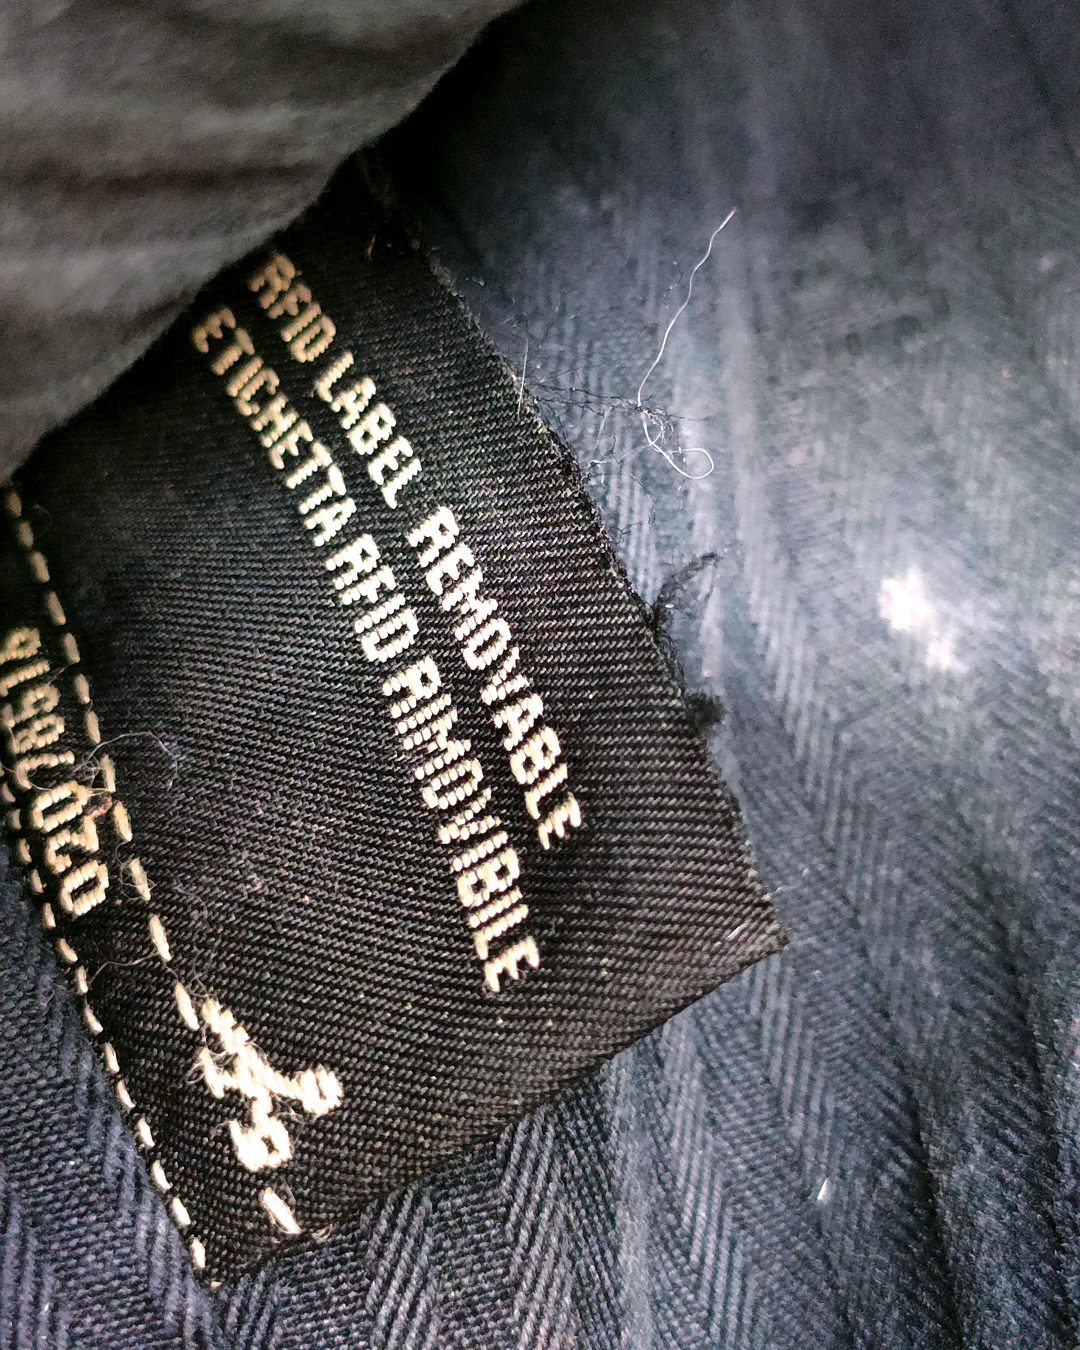 RFID LABEL REMOVABLE
ETICHETTA RFID RIMOVIBILE